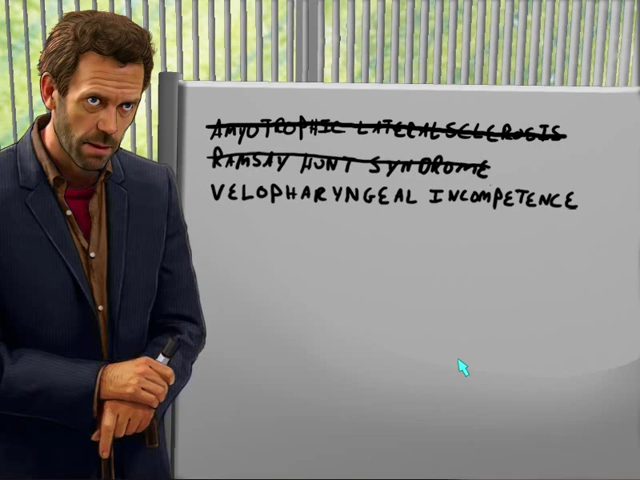 AMYOTROPHIC LATERAL SCLEROSIS
RAMSAY HUNT SYNDROME
VELOPHARYNGEAL INCOMPETENCE